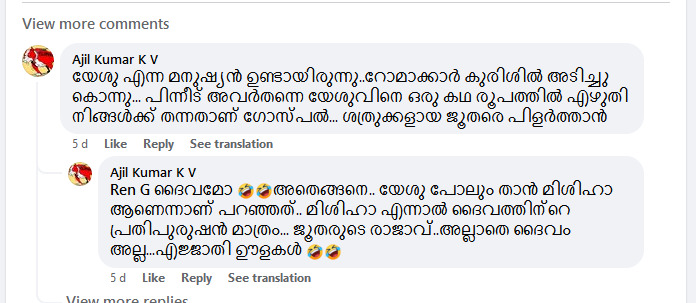 View more comments
Ajil Kumar K V
യേശു എന്ന മനുഷ്യൻ ഉണ്ടായിരുന്നു..റോമാക്കാർ കുരിശിൽ അടിച്ചു
കൊന്നു... പിന്നീട് അവർതന്നെ യേശുവിനെ ഒരു കഥ രൂപത്തിൽ എഴുതി
നിങ്ങൾക്ക് തന്നതാണ് ഗോസ്പൽ... ശത്രുക്കളായ ജൂതരെ പിളർത്താൻ
5 d Like Reply See translation
Ajil Kumar K V
Ren G ദൈവമോ 🤣🤣അതെങ്ങനെ.. യേശു പോലും താൻ മിശിഹാ
ആണെന്നാണ് പറഞ്ഞത്.. മിശിഹാ എന്നാൽ ദൈവത്തിന്റെ
പ്രതിപുരുഷൻ മാത്രം... ജൂതരുടെ രാജാവ്..അല്ലാതെ ദൈവം
അല്ല...എജ്ജാതി ഊളകൾ 🤣🤣
5 d Like Reply See translation
View more replies